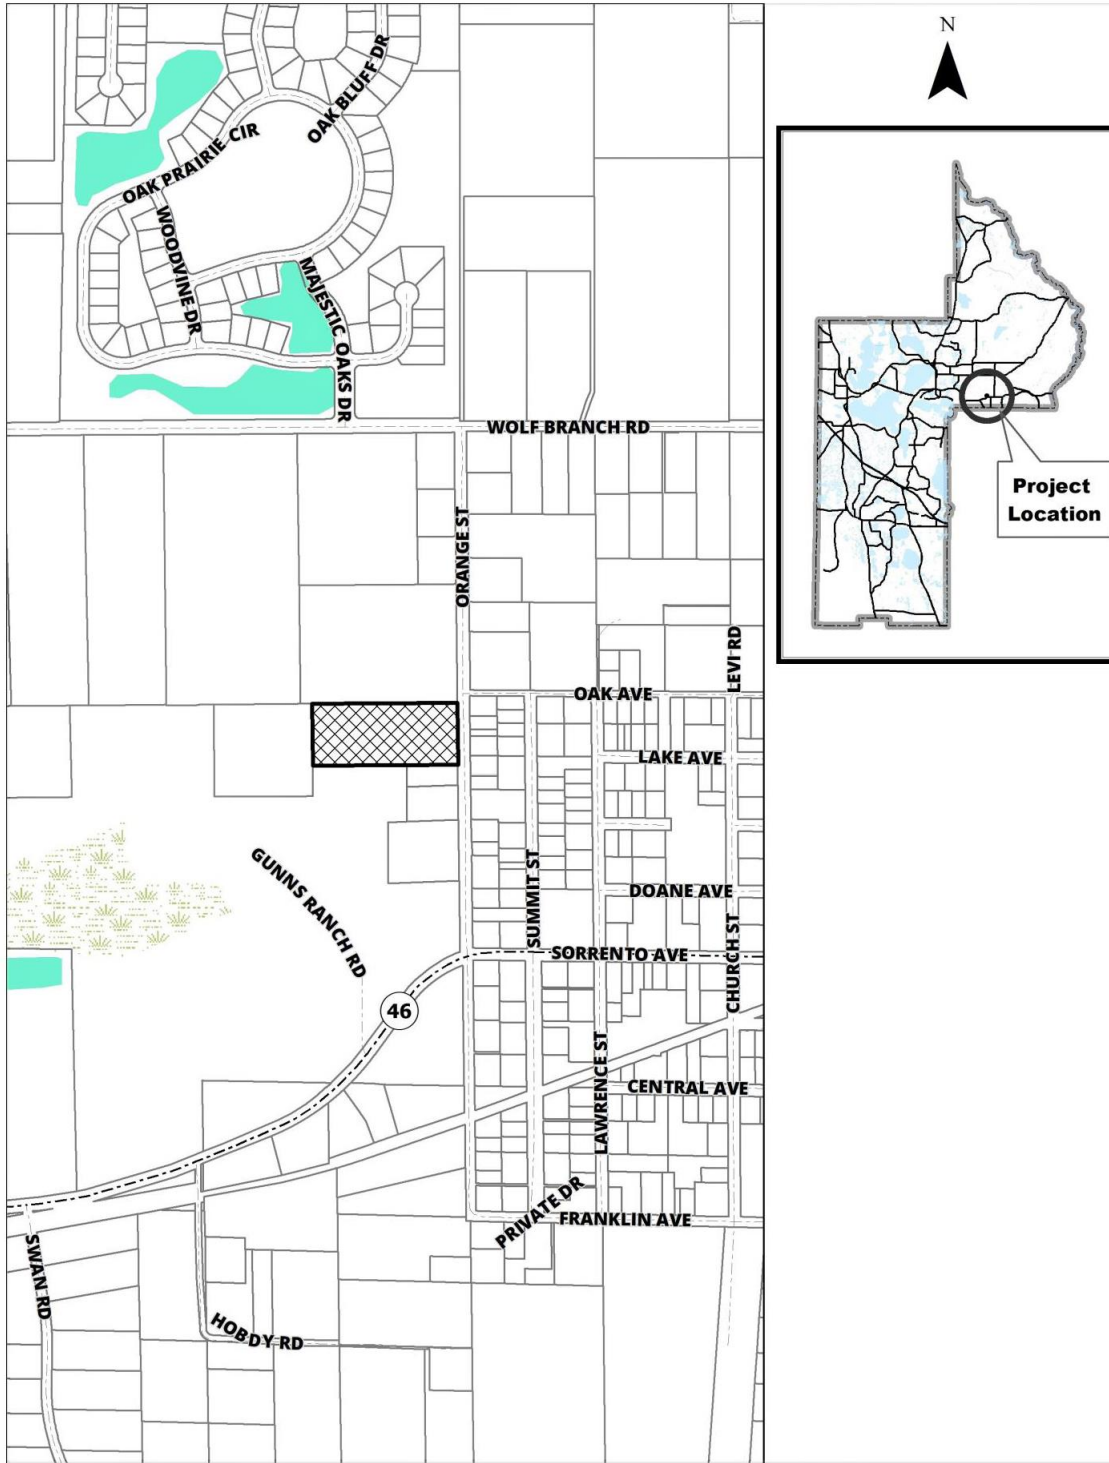 N
OAK BLUFF DR
OAK PRAIRIE CIR
WOODVINE DR
MAJESTIC OAKS DR
WOLF BRANCH RD
Project
Location
ORANGE ST
LEVI RD
OAK AVE
LAKE AVE
GUNNS RANCH RD
SUMMIT ST
DOANE AVE
SORRENTO AVE
CHURCH ST
46
LAWRENCE ST
CENTRAL AVE
PRIVATE DR
FRANKLIN AVE
SWAN RD
HOBDY RD